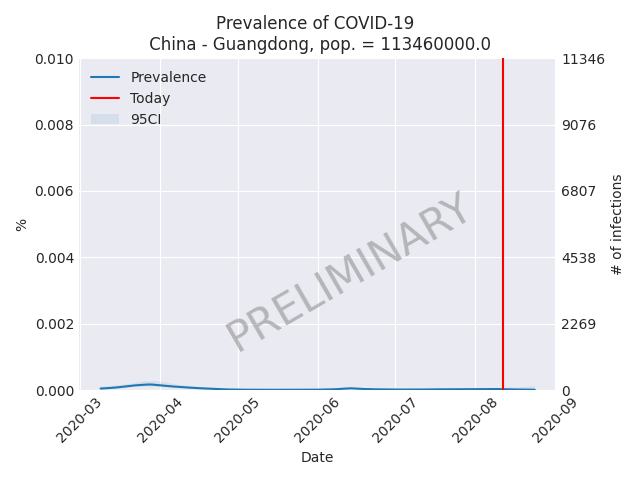 Prevalence of COVID-19
China - Guangdong, pop. = 113460000.0
0.010
0.008
0.006
0.004
0.002
0.000
%
11346
9076
6807
4538
2269
0
# of infections
Prevalence
Today
95CI
PRELIMINARY
2020-03
2020-04
2020-05
2020-06
2020-07
2020-08
2020-09
Date